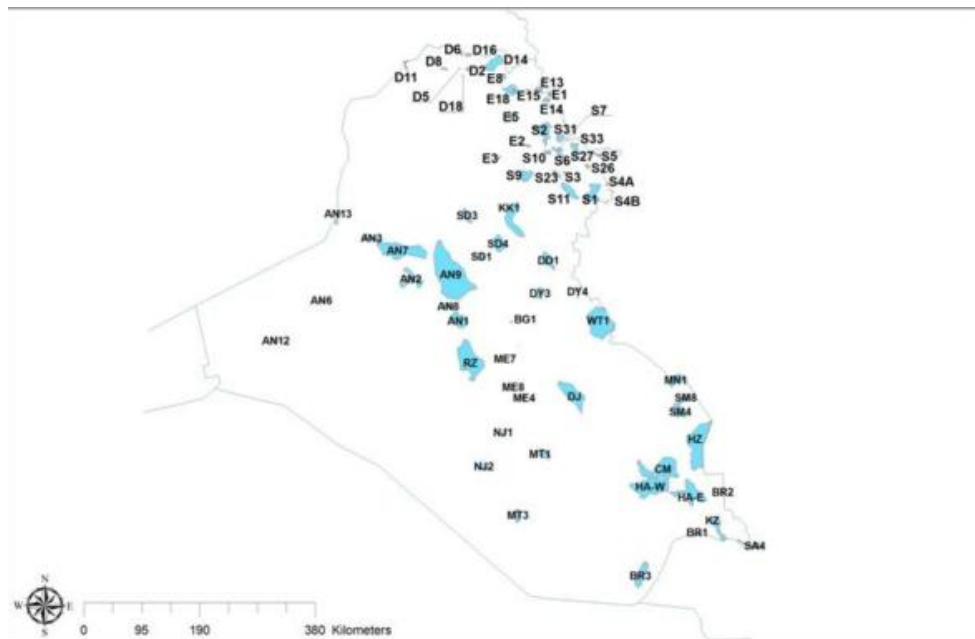 D6
D16
D8
D2
D14
D11
E8
E13
D5
E18
E15
E1
D18
E14
S7
E5
S2
S31
S33
E2
E3
S10
S6
S27
S5
S26
S9
S23
S3
S4A
S11
S1
S4B
AN13
SD3
KK1
AN3
AN7
SD4
SD1
DD1
AN9
AN2
DY3
DY4
AN6
AN8
AN1
BG1
WT1
AN12
RZ
ME7
ME8
ME4
DJ
MN1
SM8
SM4
NJ1
HZ
NJ2
MT1
CM
HA-W
HA-E
BR2
MT3
KZ
BR1
SA4
BR3
N
W
E
S
0 95 190 380 Kilometers